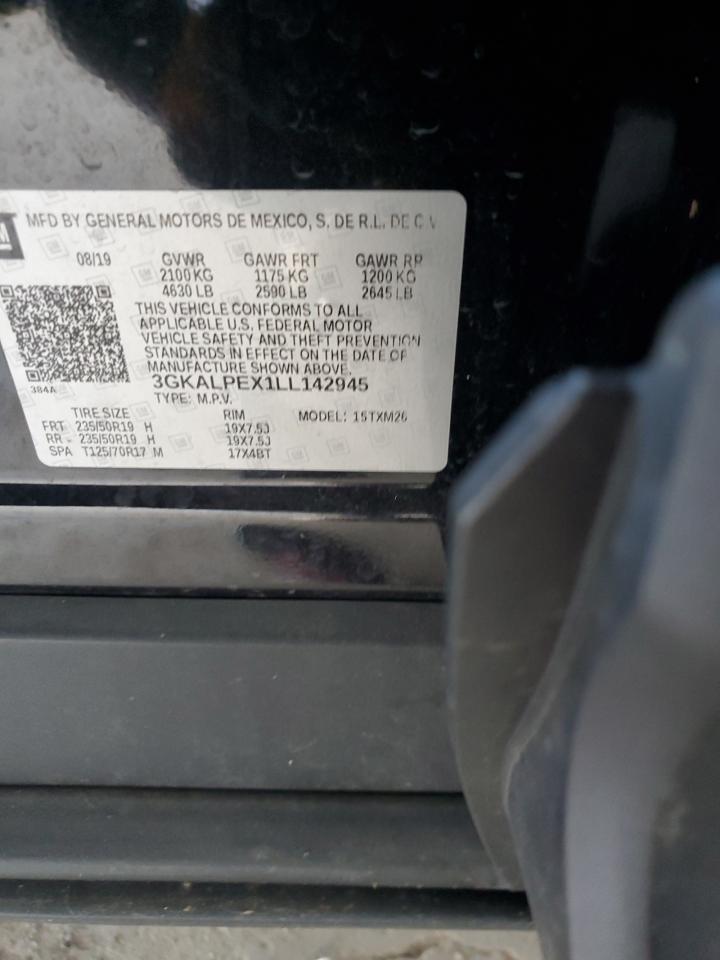 GM MFD BY GENERAL MOTORS DE MEXICO, S. DE R.L. DE C.V
08/19 GVWR GAWR FRT GAWR RR
2100 KG 1175 KG 1200 KG
4630 LB 2590 LB 2645 LB
THIS VEHICLE CONFORMS TO ALL
APPLICABLE U.S. FEDERAL MOTOR
VEHICLE SAFETY AND THEFT PREVENTION
STANDARDS IN EFFECT ON THE DATE OF
MANUFACTURE SHOWN ABOVE.
384A 3GKALPEX1LL142945
TYPE: M.P.V.
TIRE SIZE RIM MODEL: 15TXM26
FRT 235/50R19 H 19X7.5J
RR - 235/50R19 H 19X7.5J
SPA T125/70R17 M 17X4BT